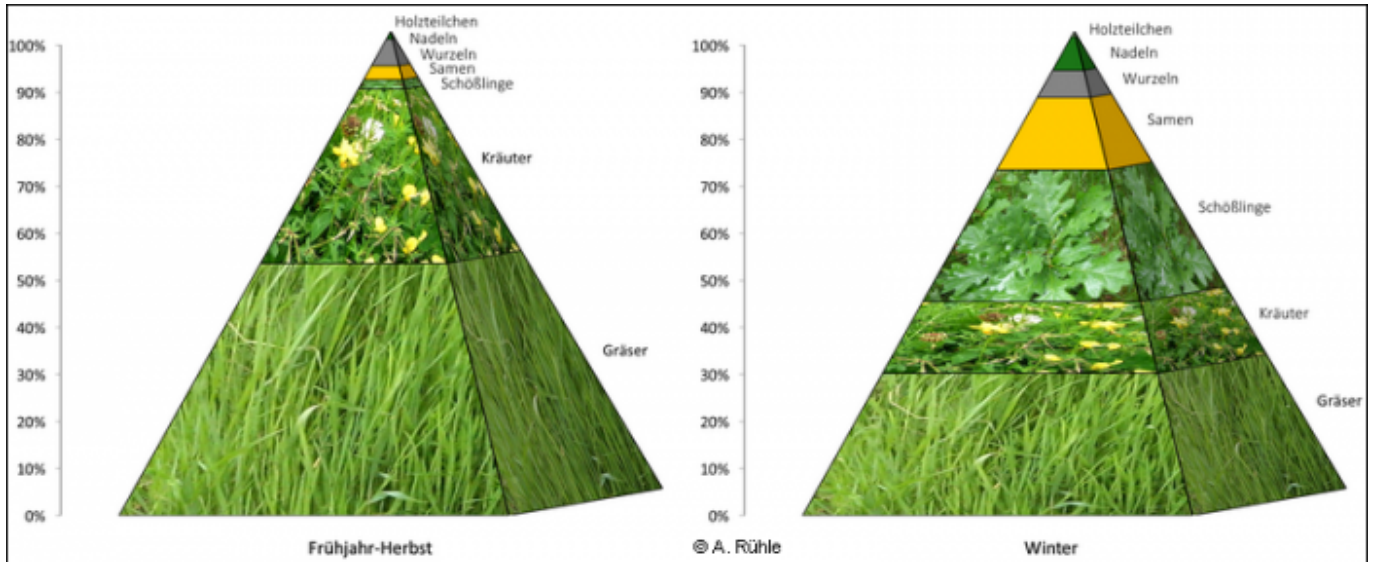 Holzteilchen
Nadeln
Wurzeln
Samen
Schößlinge
Kräuter
Gräser
100%
90%
80%
70%
60%
50%
40%
30%
20%
10%
0%
Frühjahr-Herbst
© A. Rühle
Holzteilchen
Nadeln
Wurzeln
Samen
Schößlinge
Kräuter
Gräser
100%
90%
80%
70%
60%
50%
40%
30%
20%
10%
0%
Winter